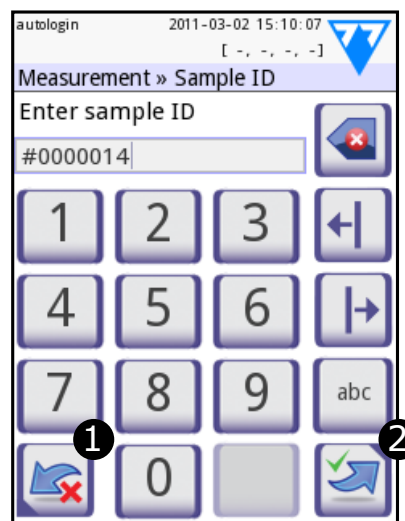 autologin 2011-03-02 15:10:07
[ -, -, -, -]
Measurement » Sample ID
Enter sample ID
#0000014
1 2 3
4 5 6
7 8 9 abc
1 2
0